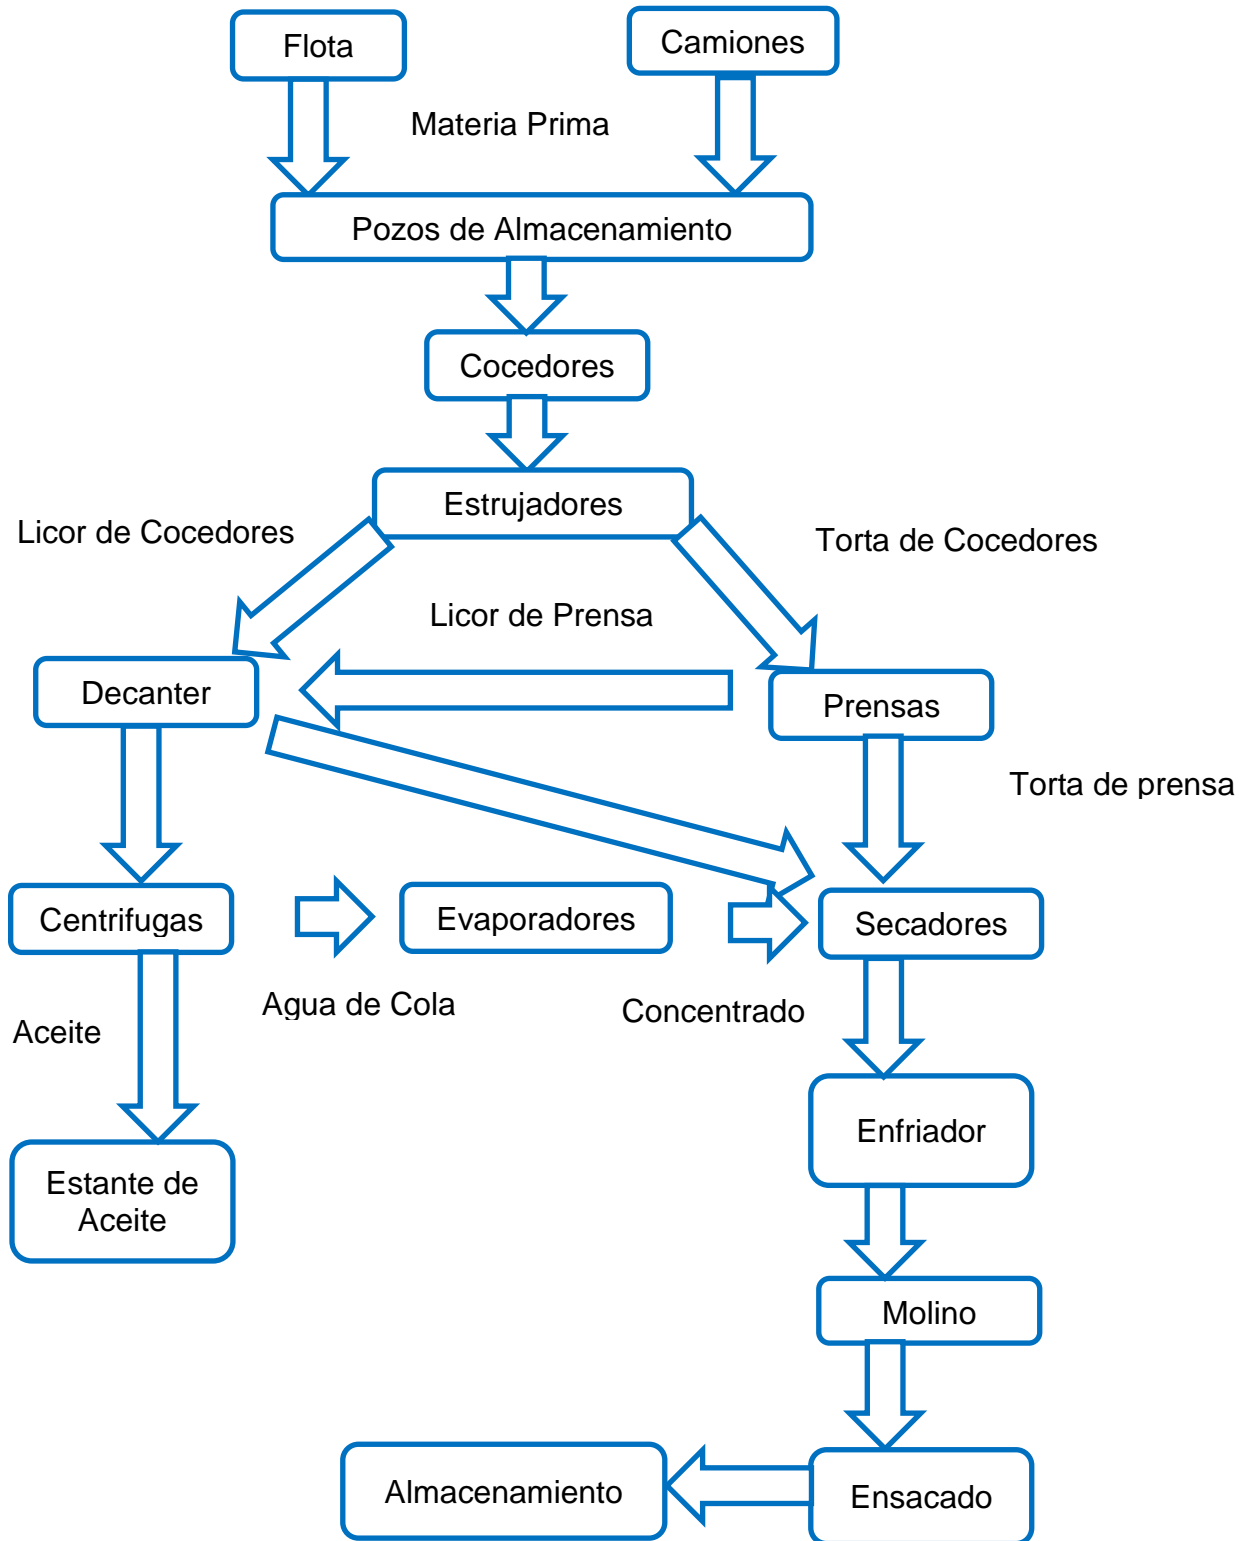 Flota
Camiones
Materia Prima
Pozos de Almacenamiento
Cocedores
Estrujadores
Licor de Cocedores
Torta de Cocedores
Licor de Prensa
Decanter
Prensas
Torta de prensa
Centrifugas
Evaporadores
Secadores
Agua de Cola
Concentrado
Aceite
Enfriador
Estante de
Aceite
Molino
Almacenamiento
Ensacado